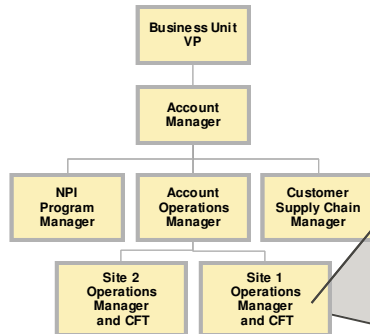 Business Unit
VP
Account
Manager
NPI
Program
Manager
Account
Operations
Manager
Customer
Supply Chain
Manager
Site 2
Operations
Manager
and CFT
Site 1
Operations
Manager
and CFT